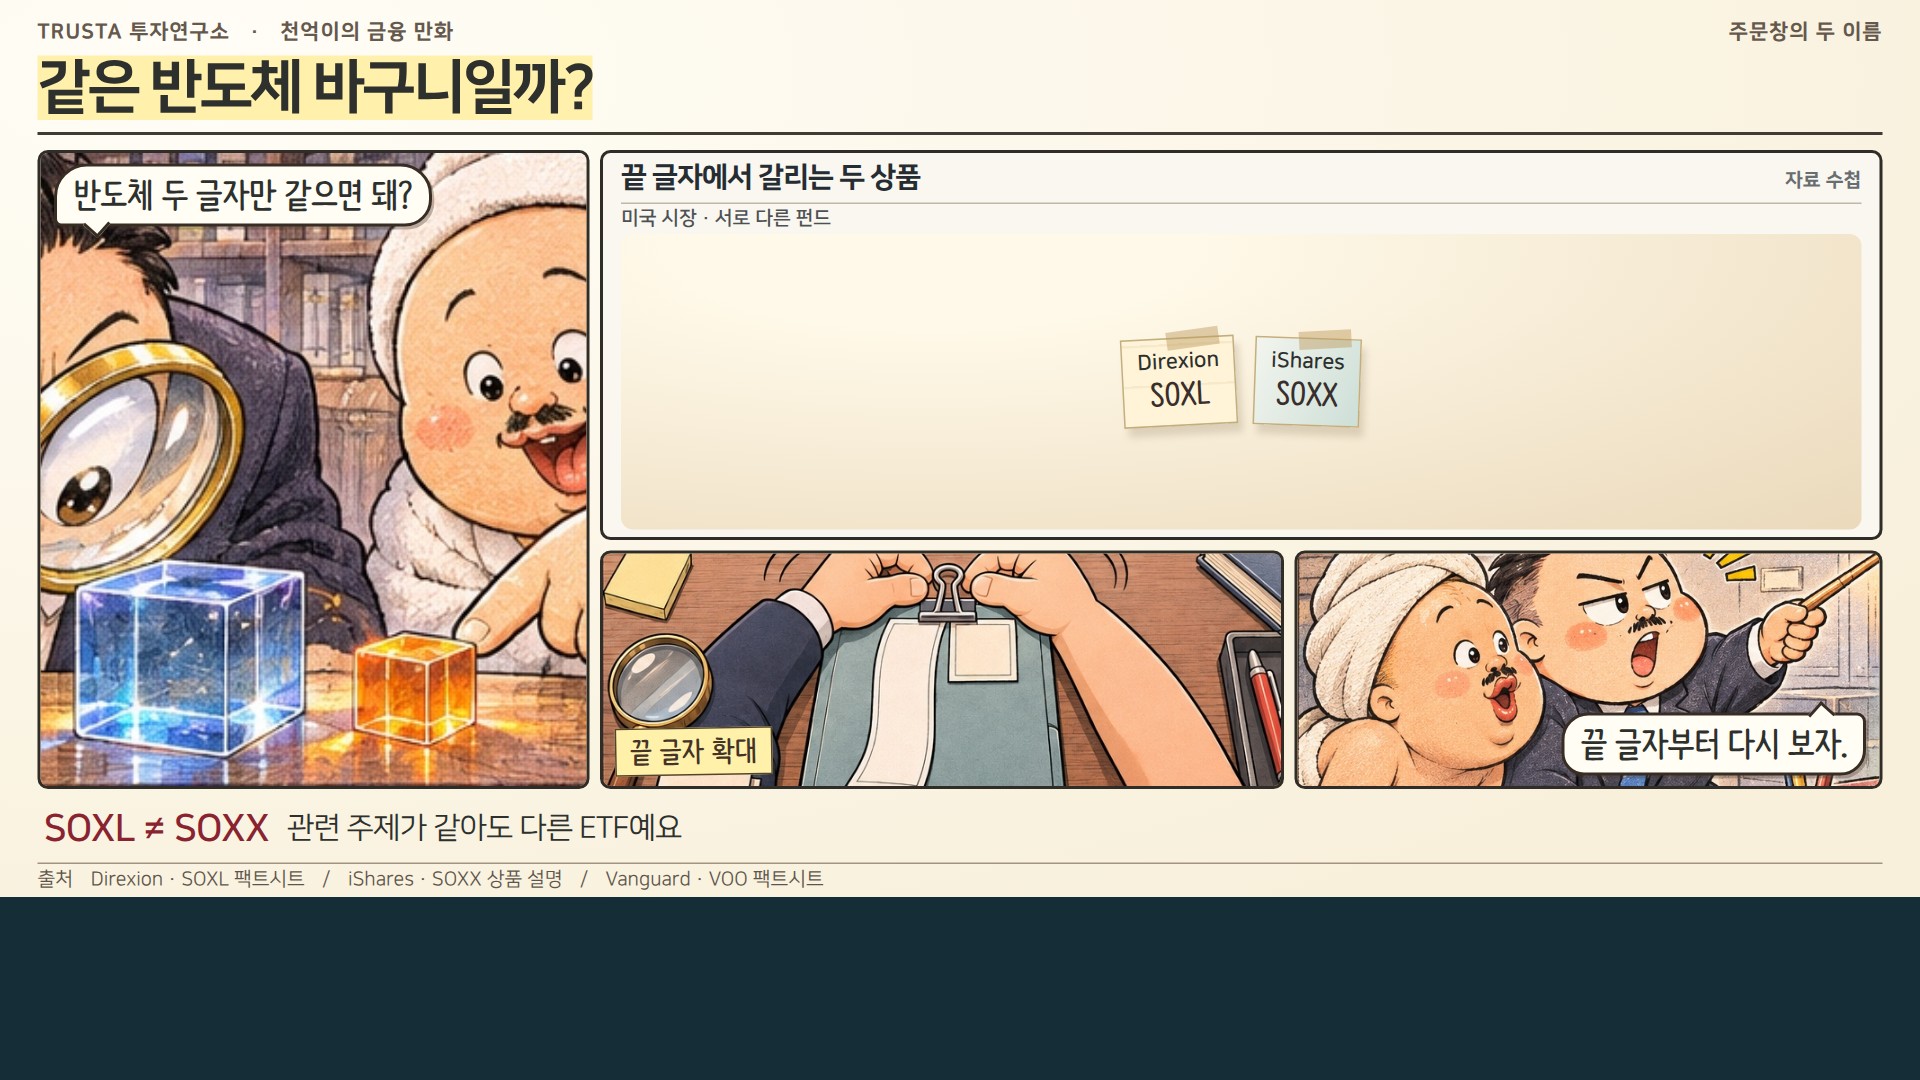 TRUSTA 투자연구소 · 천억이의 금융 만화
주문창의 두 이름
같은 반도체 바구니일까?
반도체 두 글자만 같으면 돼?
끝 글자에서 갈리는 두 상품
자료 수첩
미국 시장 · 서로 다른 펀드
Direxion
SOXL
iShares
SOXX
끝 글자 확대
끝 글자부터 다시 보자.
SOXL ≠ SOXX 관련 주제가 같아도 다른 ETF예요
출처 Direxion · SOXL 팩트시트 / iShares · SOXX 상품 설명 / Vanguard · VOO 팩트시트